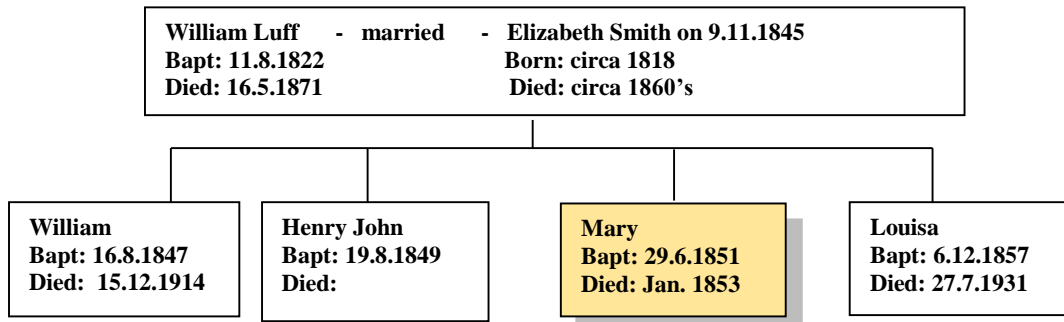 William Luff - married - Elizabeth Smith on 9.11.1845
Bapt: 11.8.1822 Born: circa 1818
Died: 16.5.1871 Died: circa 1860’s
William
Bapt: 16.8.1847
Died: 15.12.1914
Henry John
Bapt: 19.8.1849
Died:
Mary
Bapt: 29.6.1851
Died: Jan. 1853
Louisa
Bapt: 6.12.1857
Died: 27.7.1931